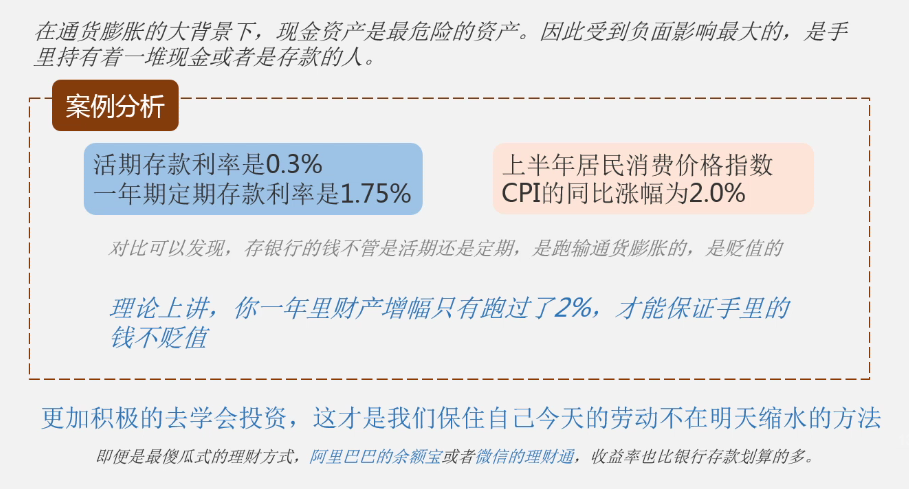 在通货膨胀的大背景下，现金资产是最危险的资产。因此受到负面影响最大的，是手
里持有着一堆现金或者是存款的人。
案例分析
活期存款利率是0.3%
一年期定期存款利率是1.75%
上半年居民消费价格指数
CPI的同比涨幅为2.0%
对比可以发现，存银行的钱不管是活期还是定期，是跑输通货膨胀的，是贬值的
理论上讲，你一年里财产增幅只有跑过了2%，才能保证手里的
钱不贬值
更加积极的去学会投资，这才是我们保住自己今天的劳动不在明天缩水的方法
即便是最傻瓜式的理财方式，阿里巴巴的余额宝或者微信的理财通，收益率也比银行存款划算的多。